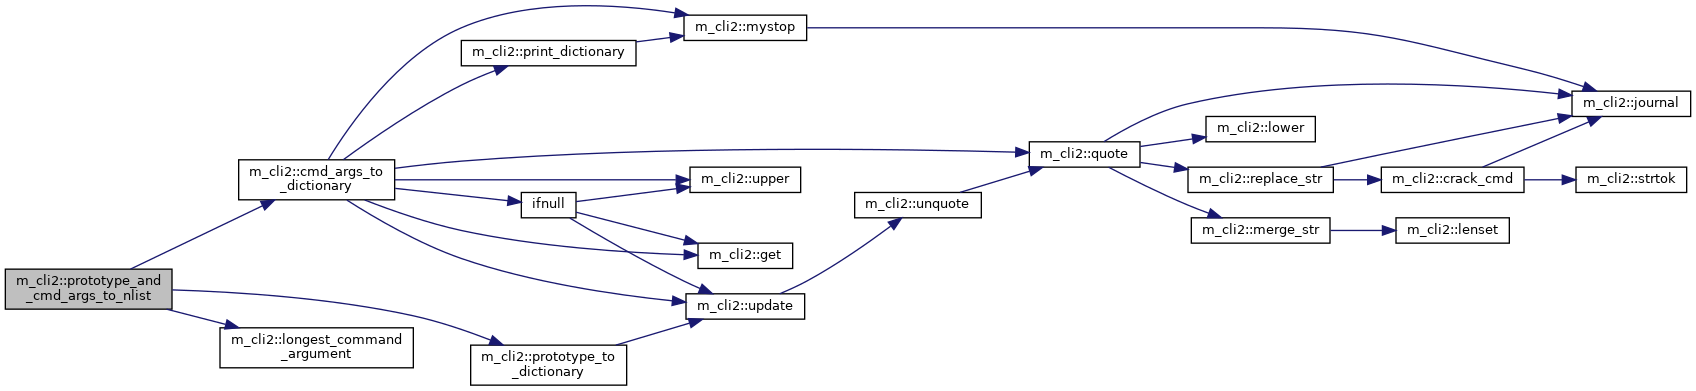 m_cli2::prototype_and
_cmd_args_to_nlist
m_cli2::cmd_args_to
_dictionary
m_cli2::longest_command
_argument
m_cli2::print_dictionary
ifnull
m_cli2::prototype_to
_dictionary
m_cli2::mystop
m_cli2::upper
m_cli2::get
m_cli2::update
m_cli2::unquote
m_cli2::quote
m_cli2::lower
m_cli2::replace_str
m_cli2::merge_str
m_cli2::crack_cmd
m_cli2::lenset
m_cli2::journal
m_cli2::strtok